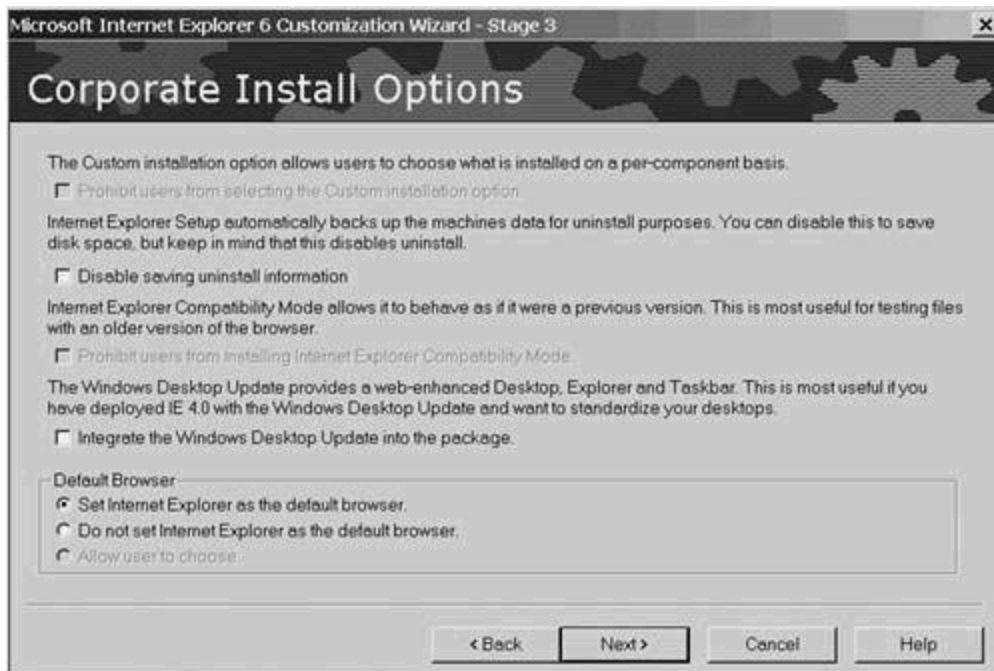 Microsoft Internet Explorer 6 Customization Wizard - Stage 3
Corporate Install Options
The Custom installation option allows users to choose what is installed on a per-component basis.
Prohibit users from selecting the Custom installation option
Internet Explorer Setup automatically backs up the machines data for uninstall purposes. You can disable this to save
disk space, but keep in mind that this disables uninstall.
Disable saving uninstall information
Internet Explorer Compatibility Mode allows it to behave as if it were a previous version. This is most useful for testing files
with an older version of the browser.
Prohibit users from installing Internet Explorer Compatibility Mode.
The Windows Desktop Update provides a web-enhanced Desktop, Explorer and Taskbar. This is most useful if you
have deployed IE 4.0 with the Windows Desktop Update and want to standardize your desktops.
Integrate the Windows Desktop Update into the package.
Default Browser
Set Internet Explorer as the default browser.
Do not set Internet Explorer as the default browser.
Allow user to choose
< Back Next > Cancel Help